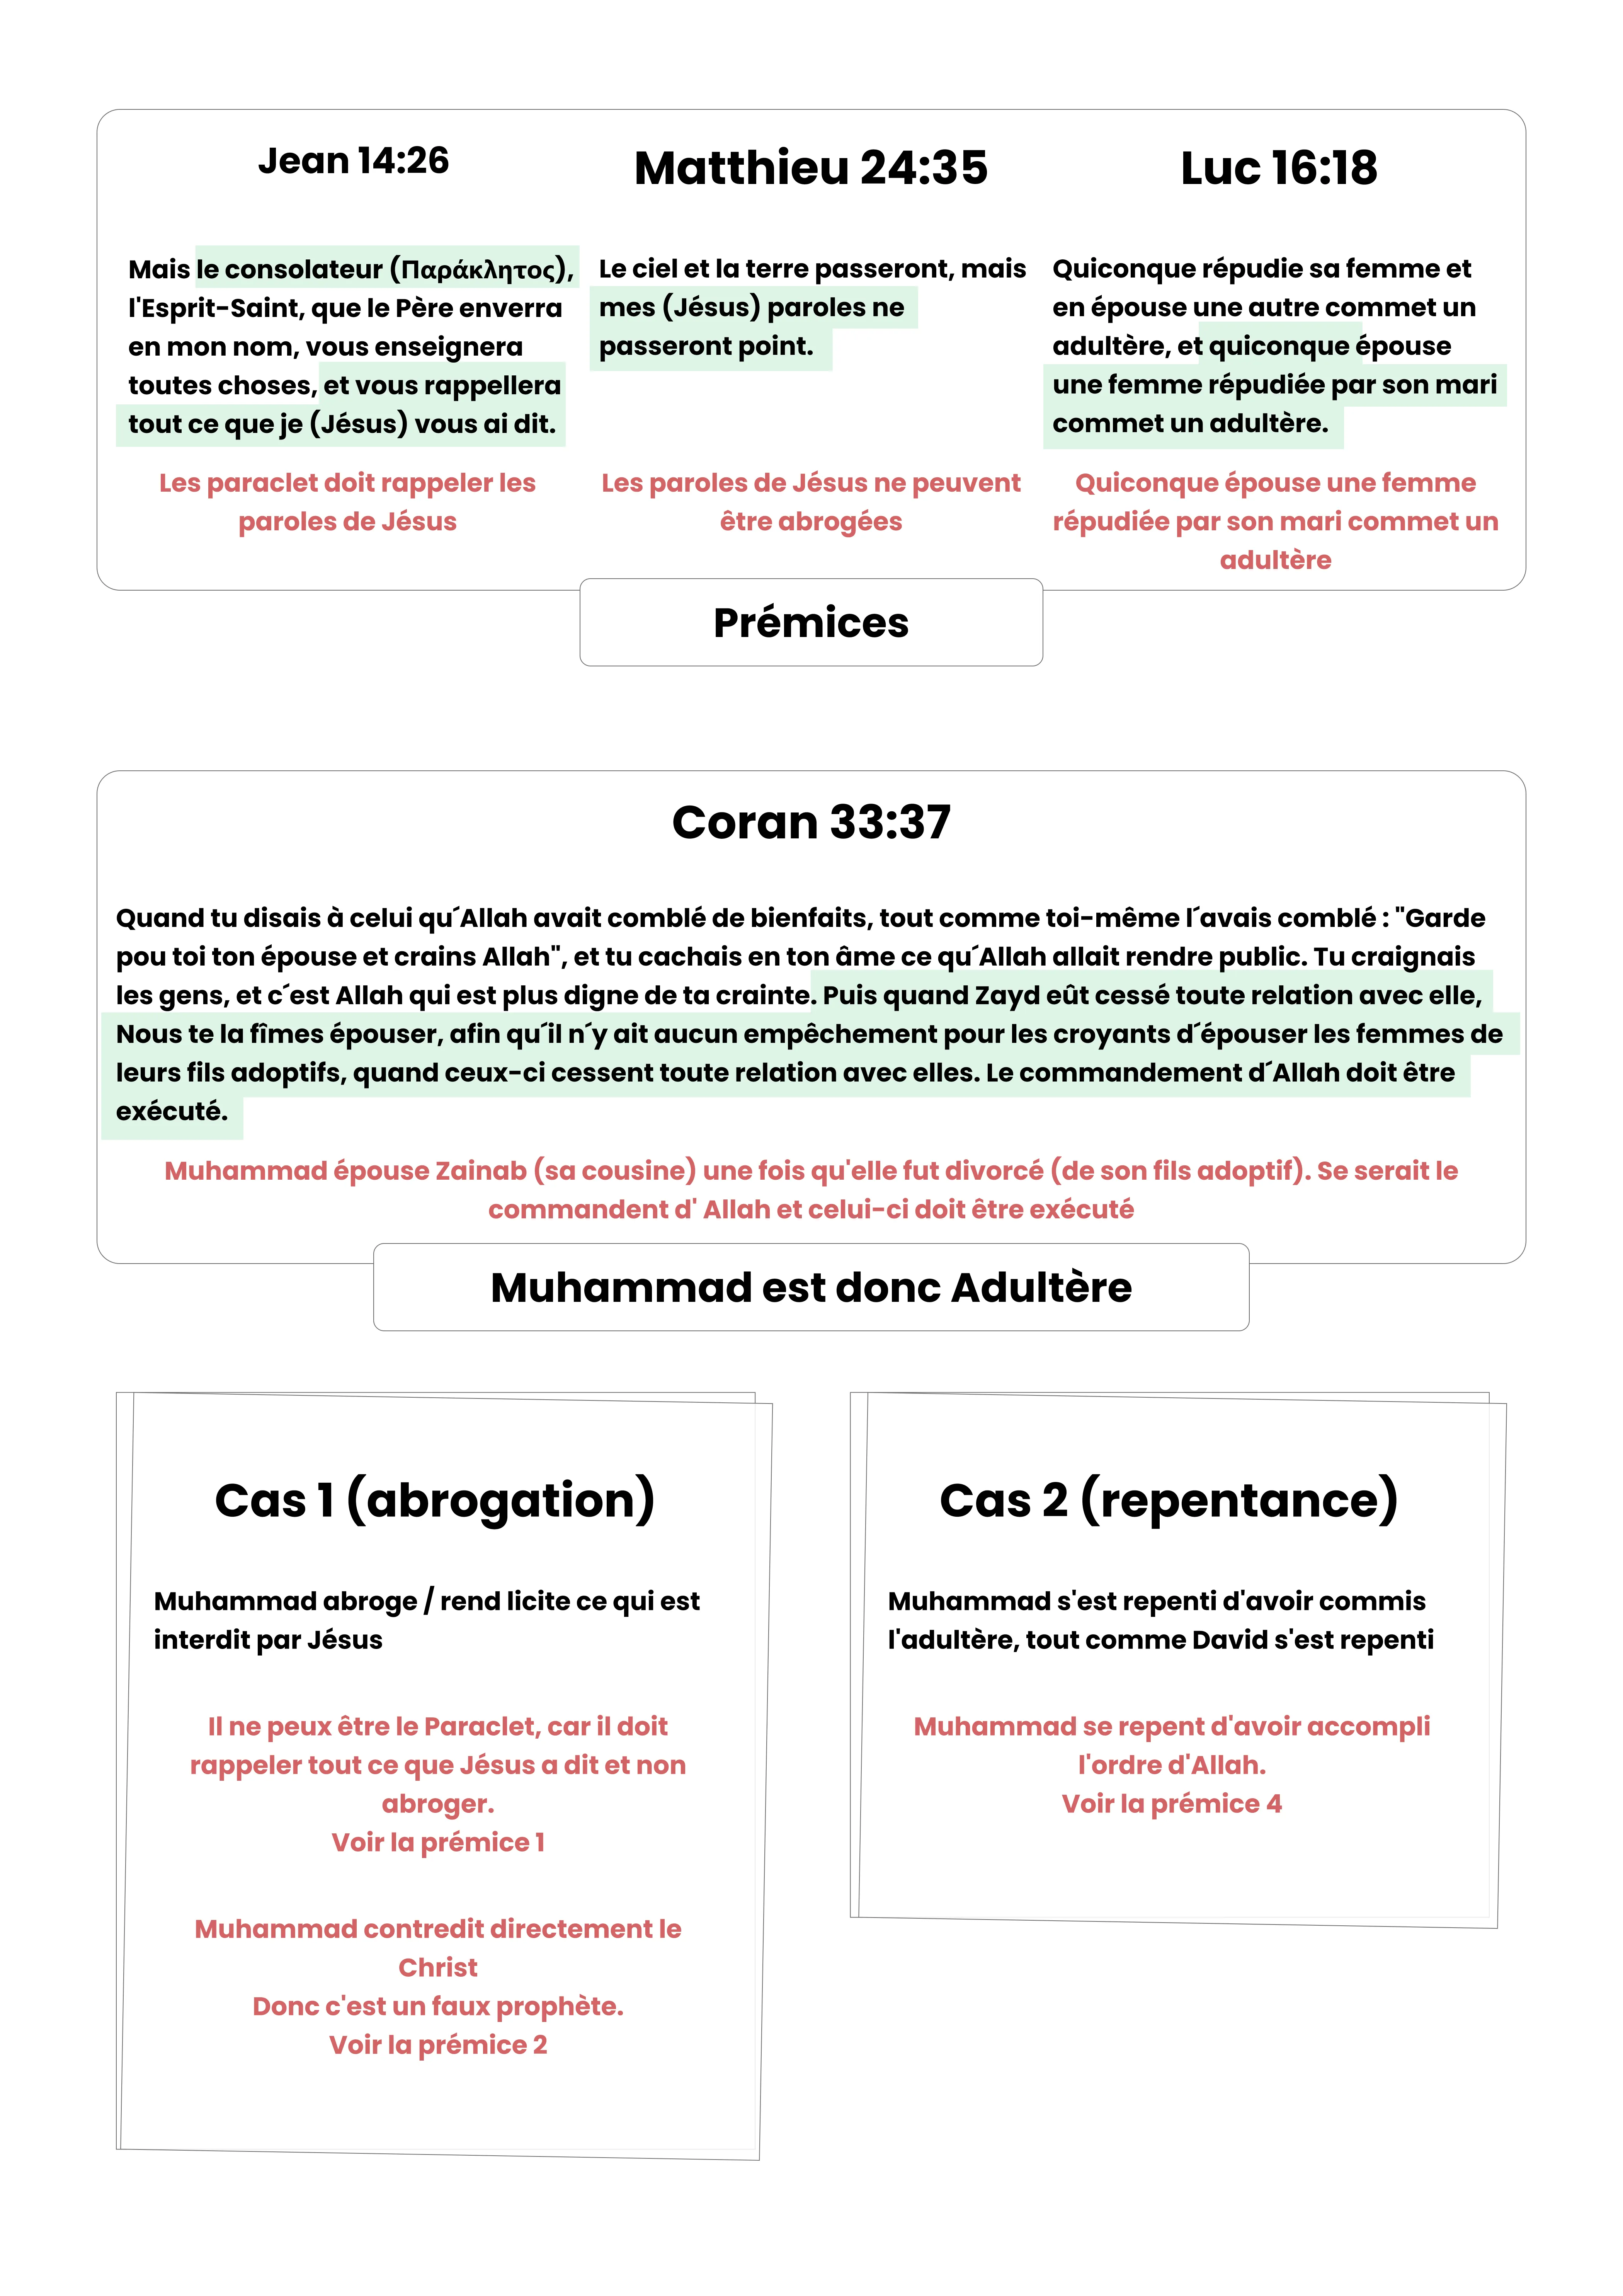 Jean 14:26
Mais le consolateur (Παράκλητος),
l'Esprit-Saint, que le Père enverra
en mon nom, vous enseignera
toutes choses, et vous rappellera
tout ce que je (Jésus) vous ai dit.
Les paraclet doit rappeler les
paroles de Jésus
Matthieu 24:35
Le ciel et la terre passeront, mais
mes (Jésus) paroles ne
passeront point.
Les paroles de Jésus ne peuvent
être abrogées
Luc 16:18
Quiconque répudie sa femme et
en épouse une autre commet un
adultère, et quiconque épouse
une femme répudiée par son mari
commet un adultère.
Quiconque épouse une femme
répudiée par son mari commet un
adultère
Prémices
Coran 33:37
Quand tu disais à celui qu´Allah avait comblé de bienfaits, tout comme toi-même l´avais comblé : "Garde
pou toi ton épouse et crains Allah", et tu cachais en ton âme ce qu´Allah allait rendre public. Tu craignais
les gens, et c´est Allah qui est plus digne de ta crainte. Puis quand Zayd eût cessé toute relation avec elle,
Nous te la fîmes épouser, afin qu´il n´y ait aucun empêchement pour les croyants d´épouser les femmes de
leurs fils adoptifs, quand ceux-ci cessent toute relation avec elles. Le commandement d´Allah doit être
exécuté.
Muhammad épouse Zainab (sa cousine) une fois qu'elle fut divorcé (de son fils adoptif). Se serait le
commandent d' Allah et celui-ci doit être exécuté
Muhammad est donc Adultère
Cas 1 (abrogation)
Muhammad abroge / rend licite ce qui est
interdit par Jésus
Il ne peux être le Paraclet, car il doit
rappeler tout ce que Jésus a dit et non
abroger.
Voir la prémice 1
Muhammad contredit directement le
Christ
Donc c'est un faux prophète.
Voir la prémice 2
Cas 2 (repentance)
Muhammad s'est repenti d'avoir commis
l'adultère, tout comme David s'est repenti
Muhammad se repent d'avoir accompli
l'ordre d'Allah.
Voir la prémice 4